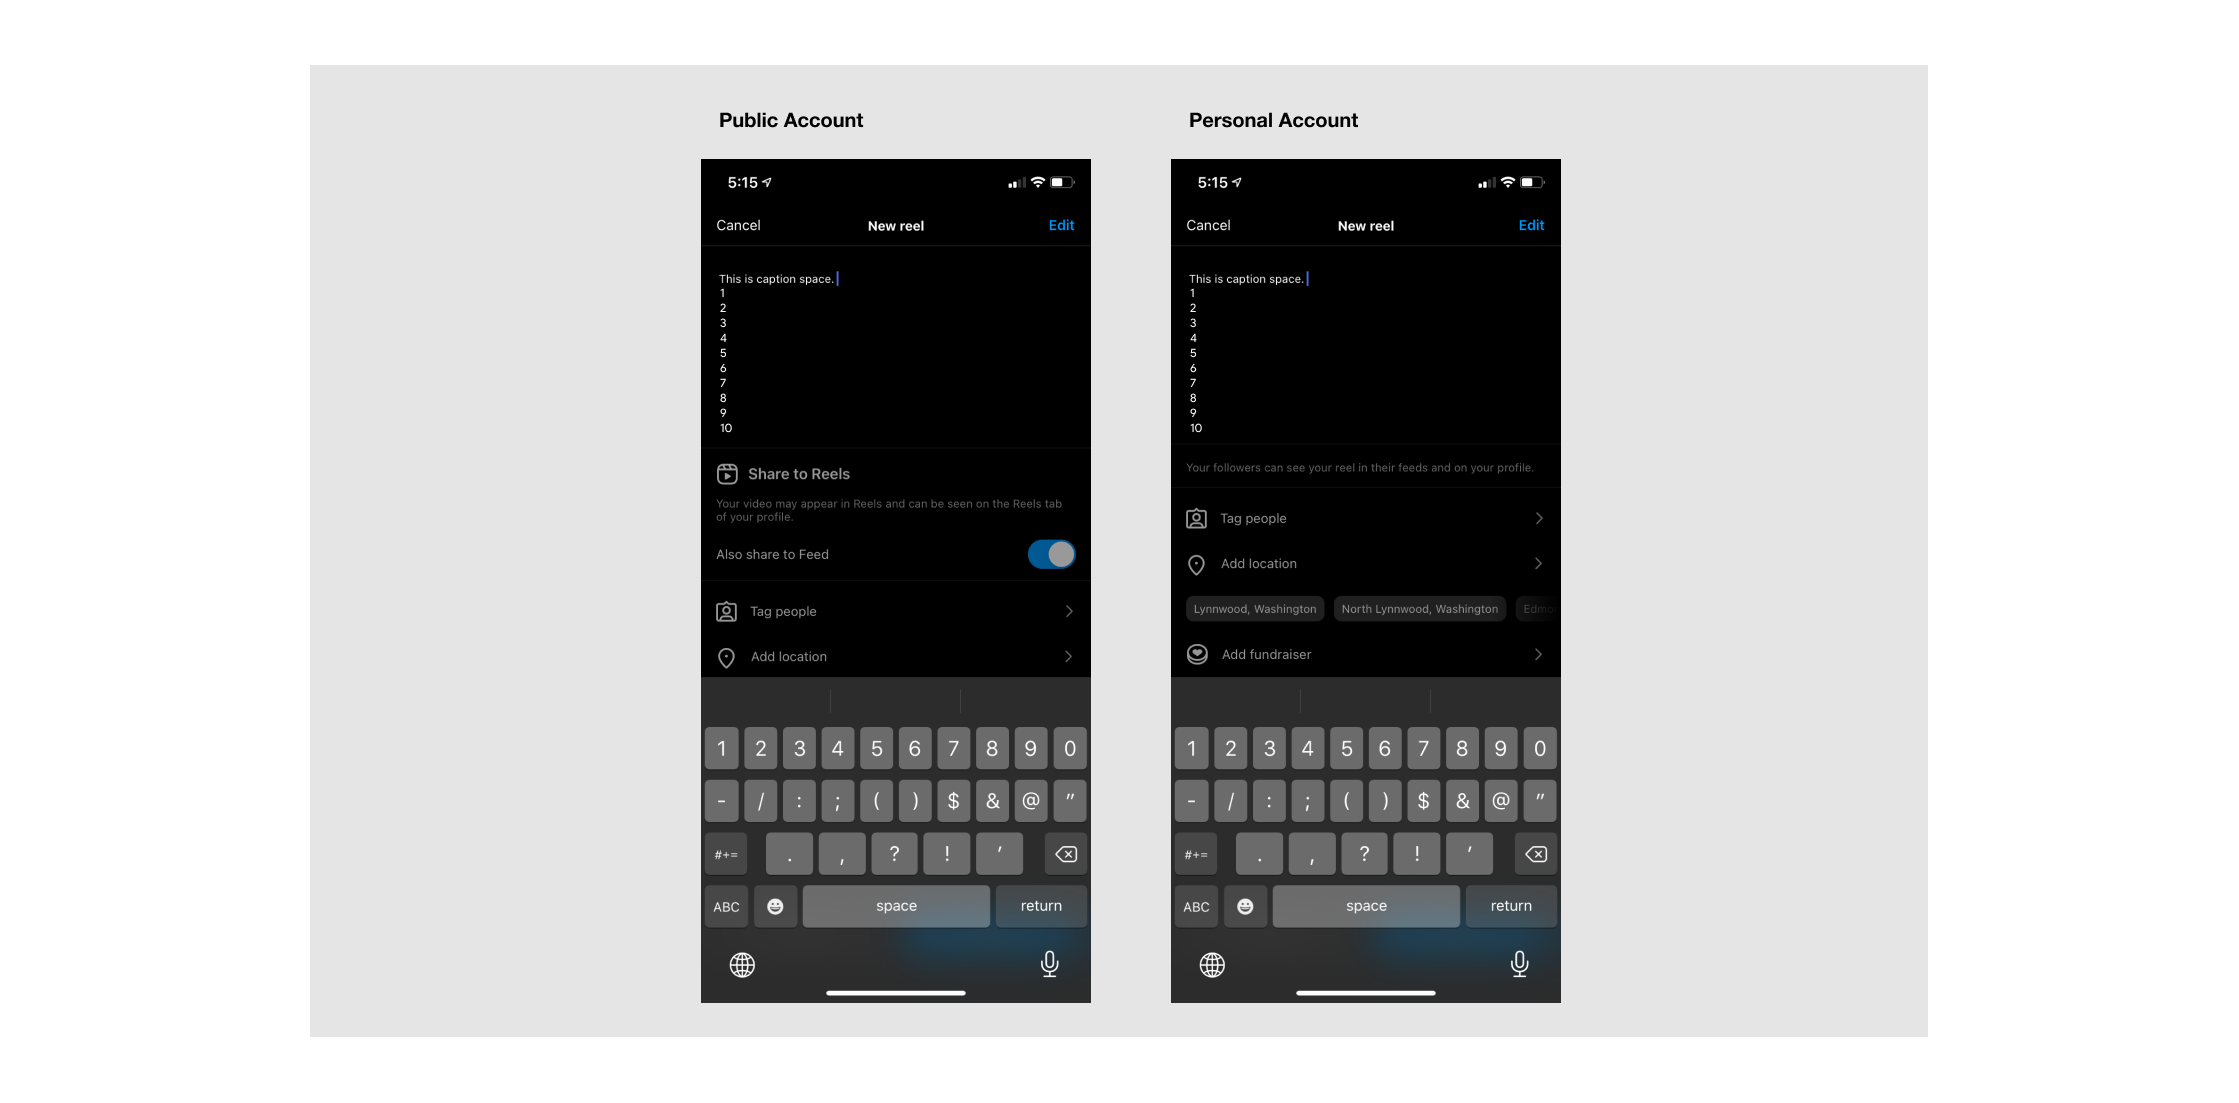 Public Account
5:15
Cancel New reel Edit
This is caption space.
1
2
3
4
5
6
7
8
9
10
Share to Reels
Your video may appear in Reels and can be seen on the Reels tab
of your profile.
Also share to Feed
Tag people
Add location
1 2 3 4 5 6 7 8 9 0
- / : ; ( ) $ & @ "
#+= . , ? ! '
ABC space return
Personal Account
5:15
Cancel New reel Edit
This is caption space.
1
2
3
4
5
6
7
8
9
10
Your followers can see your reel in their feeds and on your profile.
Tag people
Add location
Lynnwood, Washington North Lynnwood, Washington
Add fundraiser
1 2 3 4 5 6 7 8 9 0
- / : ; ( ) $ & @ "
#+= . , ? ! '
ABC space return